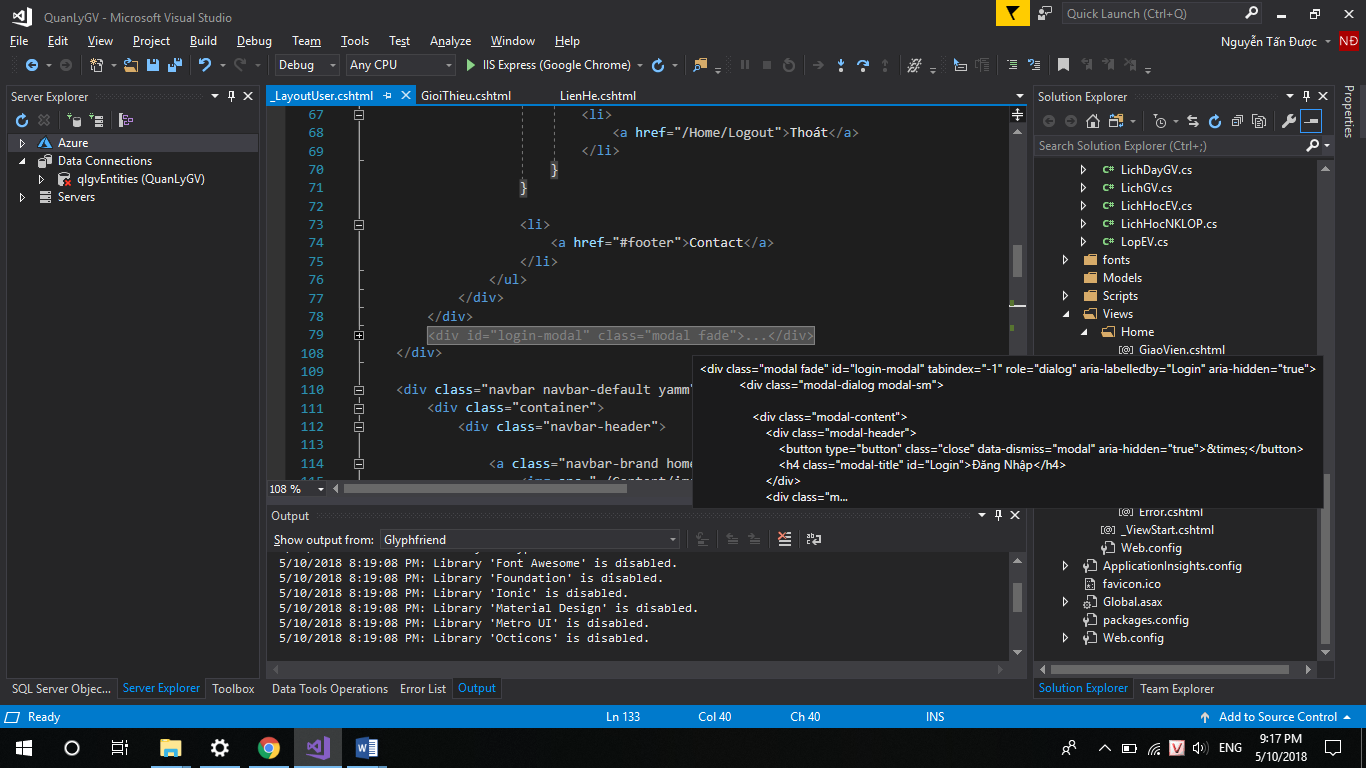 QuanLyGV - Microsoft Visual Studio
Quick Launch (Ctrl+Q)
File Edit View Project Build Debug Team Tools Test Analyze Window Help
Nguyễn Tấn Được NĐ
Debug Any CPU IIS Express (Google Chrome)
Server Explorer
Azure
Data Connections
qlgvEntities (QuanLyGV)
Servers
SQL Server Objec... Server Explorer Toolbox
_LayoutUser.cshtml GioiThieu.cshtml LienHe.cshtml
67 <li>
68 <a href="/Home/Logout">Thoát</a>
69 </li>
70 }
71 }
72
73 <li>
74 <a href="#footer">Contact</a>
75 </li>
76 </ul>
77 </div>
78 </div>
79 <div id="login-modal" class="modal fade">...</div>
108 </div>
109
110 <div class="navbar navbar-default yamm"
111 <div class="container">
112 <div class="navbar-header">
113
114 <a class="navbar-brand home
108 %
<div class="modal fade" id="login-modal" tabindex="-1" role="dialog" aria-labelledby="Login" aria-hidden="true">
<div class="modal-dialog modal-sm">
<div class="modal-content">
<div class="modal-header">
<button type="button" class="close" data-dismiss="modal" aria-hidden="true">&times;</button>
<h4 class="modal-title" id="Login">Đăng Nhập</h4>
</div>
<div class="m...
Output
Show output from: Glyphfriend
5/10/2018 8:19:08 PM: Library 'Font Awesome' is disabled.
5/10/2018 8:19:08 PM: Library 'Foundation' is disabled.
5/10/2018 8:19:08 PM: Library 'Ionic' is disabled.
5/10/2018 8:19:08 PM: Library 'Material Design' is disabled.
5/10/2018 8:19:08 PM: Library 'Metro UI' is disabled.
5/10/2018 8:19:08 PM: Library 'Octicons' is disabled.
Data Tools Operations Error List Output
Solution Explorer
Search Solution Explorer (Ctrl+;)
C# LichDayGV.cs
C# LichGV.cs
C# LichHocEV.cs
C# LichHocNKLOP.cs
C# LopEV.cs
fonts
Models
Scripts
Views
Home
GiaoVien.cshtml
Error.cshtml
_ViewStart.cshtml
Web.config
ApplicationInsights.config
favicon.ico
Global.asax
packages.config
Web.config
Solution Explorer Team Explorer
Properties
Ready Ln 133 Col 40 Ch 40 INS Add to Source Control
ENG 9:17 PM
5/10/2018